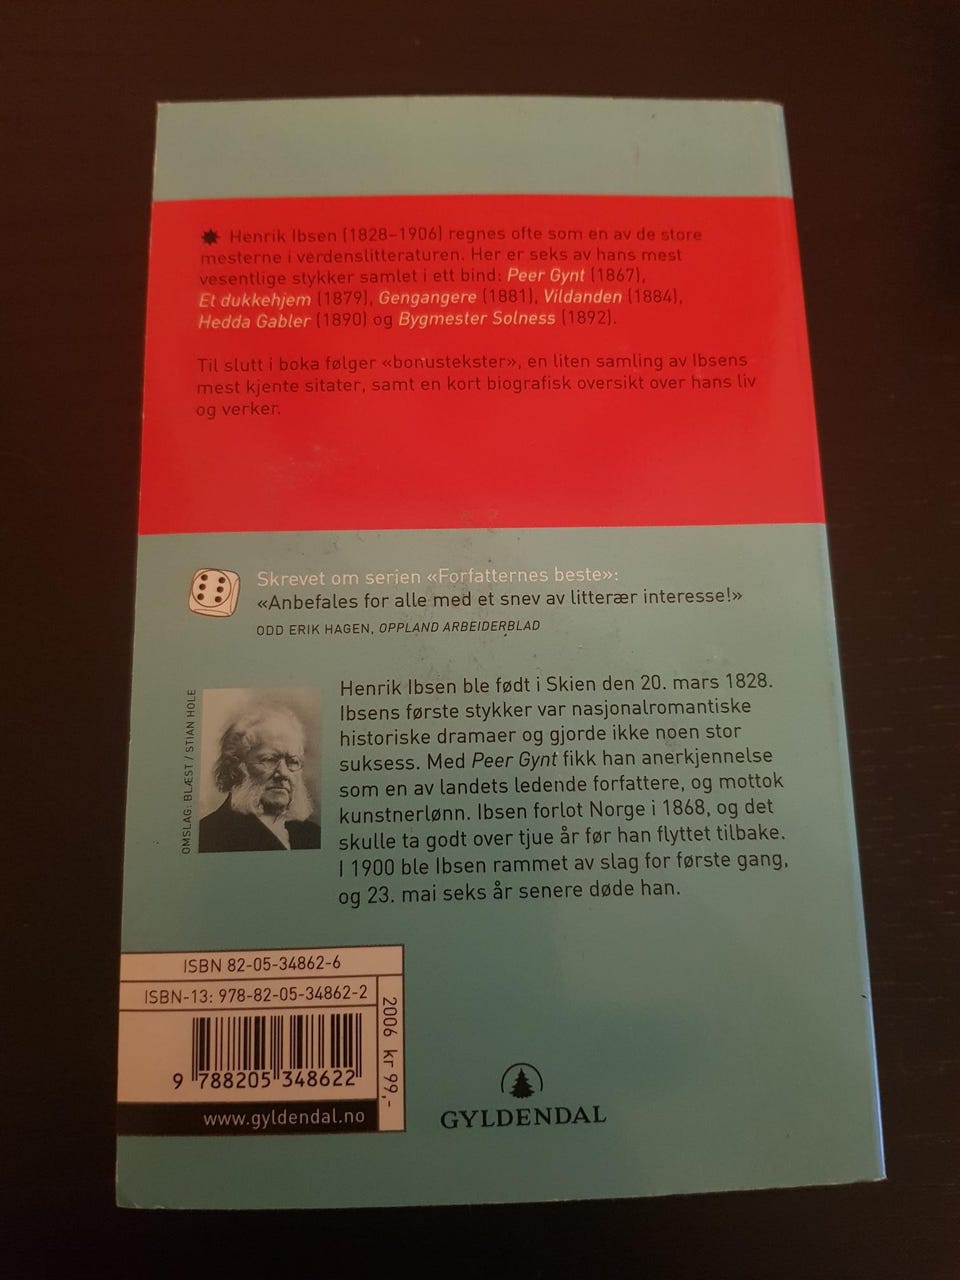 Henrik Ibsen (1828–1906) regnes ofte som en av de store
mesterne i verdenslitteraturen. Her er seks av hans mest
vesentlige stykker samlet i ett bind: Peer Gynt (1867),
Et dukkehjem (1879), Gengangere (1881), Vildanden (1884),
Hedda Gabler (1890) og Bygmester Solness (1892).
Til slutt i boka følger «bonustekster», en liten samling av Ibsens
mest kjente sitater, samt en kort biografisk oversikt over hans liv
og verker.
Skrevet om serien «Forfatternes beste»:
«Anbefales for alle med et snev av litterær interesse!»
ODD ERIK HAGEN, OPPLAND ARBEIDERBLAD
OMSLAG: BLÆST / STIAN HOLE
Henrik Ibsen ble født i Skien den 20. mars 1828.
Ibsens første stykker var nasjonalromantiske
historiske dramaer og gjorde ikke noen stor
suksess. Med Peer Gynt fikk han anerkjennelse
som en av landets ledende forfattere, og mottok
kunstnerlønn. Ibsen forlot Norge i 1868, og det
skulle ta godt over tjue år før han flyttet tilbake.
I 1900 ble Ibsen rammet av slag for første gang,
og 23. mai seks år senere døde han.
ISBN 82-05-34862-6
ISBN-13: 978-82-05-34862-2
9 788205 348622
2006 kr 99,-
www.gyldendal.no
GYLDENDAL